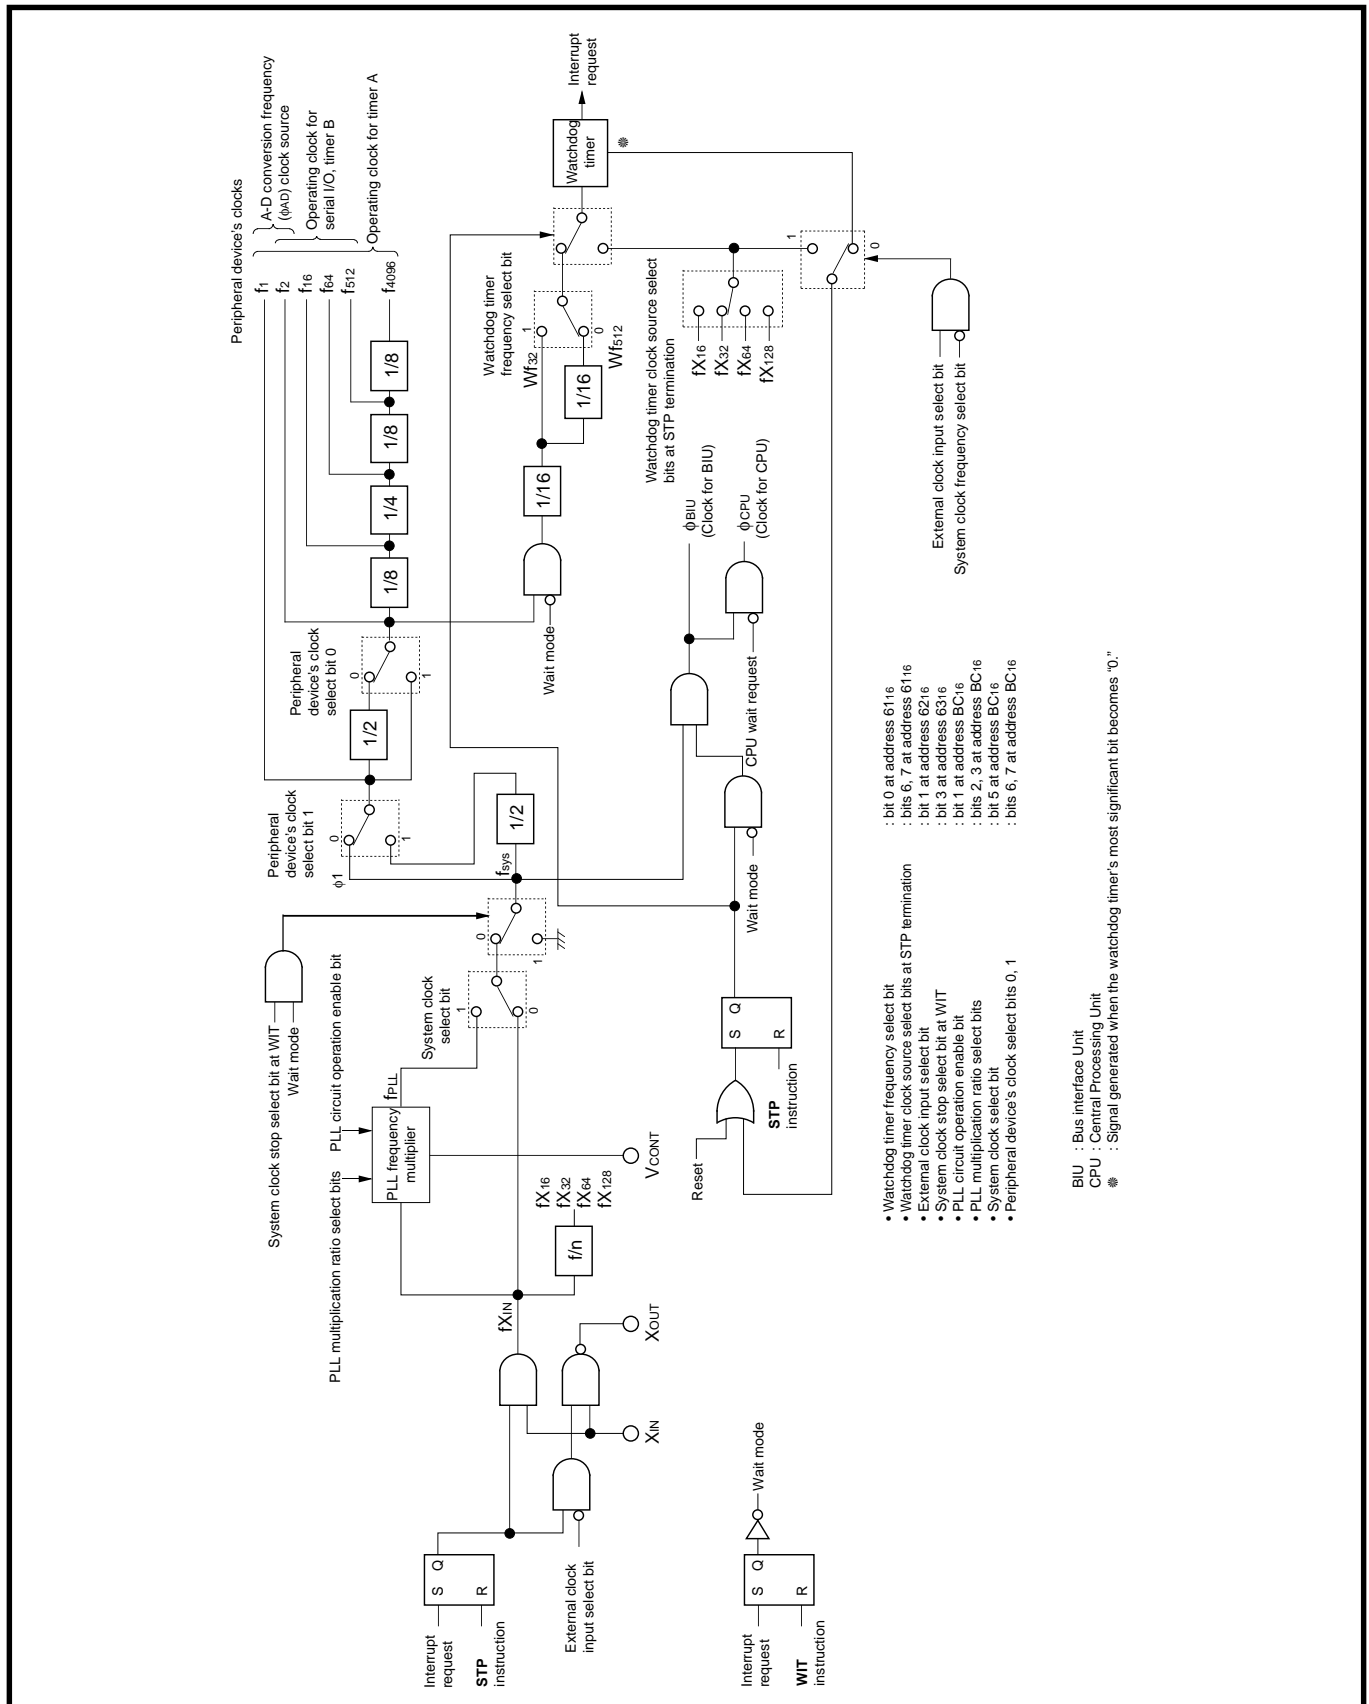 Peripheral device's clocks
A-D conversion frequency
(ϕAD) clock source
Operating clock for
serial I/O, timer B
Operating clock for timer A
f1
f2
f16
f64
f512
f4096
1/8
1/4
1/8
1/8
Peripheral
device's clock
select bit 0
0
1
1/2
Peripheral
device's clock
select bit 1
0
1
ϕ1
1/2
fsys
Interrupt
request
Watchdog
timer
Watchdog timer
frequency select bit
Wf32
1
0
Wf512
1/16
1/16
Wait mode
Watchdog timer clock source select
bits at STP termination
fX16
fX32
fX64
fX128
1
0
External clock input select bit
System clock frequency select bit
ϕBIU
(Clock for BIU)
ϕCPU
(Clock for CPU)
CPU wait request
Wait mode
System clock stop select bit at WIT
Wait mode
0
1
System clock
select bit
1
0
PLL multiplication ratio select bits
PLL circuit operation enable bit
PLL frequency
multiplier
fPLL
VCONT
fX16
fX32
fX64
fX128
f/n
fXIN
XOUT
XIN
S Q
R
Interrupt
request
STP
instruction
External clock
input select bit
Reset
S Q
R
STP
instruction
S Q
R
Interrupt
request
WIT
instruction
Wait mode
• Watchdog timer frequency select bit : bit 0 at address 6116
• Watchdog timer clock source select bits at STP termination : bits 6, 7 at address 6116
• External clock input select bit : bit 1 at address 6216
• System clock stop select bit at WIT : bit 3 at address 6316
• PLL circuit operation enable bit : bit 1 at address BC16
• PLL multiplication ratio select bits : bits 2, 3 at address BC16
• System clock select bit : bit 5 at address BC16
• Peripheral device's clock select bits 0, 1 : bits 6, 7 at address BC16
BIU : Bus interface Unit
CPU : Central Processing Unit
✺ : Signal generated when the watchdog timer's most significant bit becomes “0.”